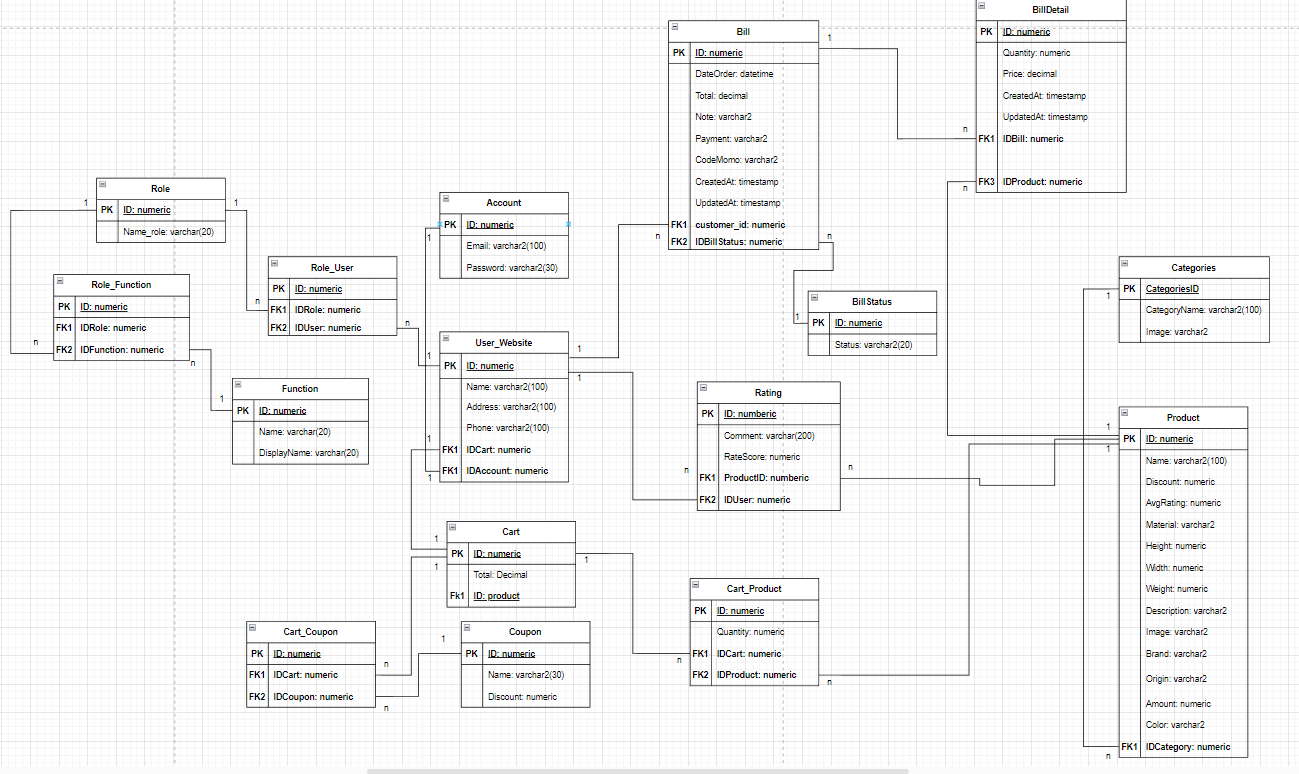 BillDetail
PK ID: numeric
Quantity: numeric
Price: decimal
CreatedAt: timestamp
UpdatedAt: timestamp
n FK1 IDBill: numeric
n FK3 IDProduct: numeric
Bill
1
PK ID: numeric
DateOrder: datetime
Total: decimal
Note: varchar2
Payment: varchar2
CodeMomo: varchar2
CreatedAt: timestamp
UpdatedAt: timestamp
FK1 customer_id: numeric
n FK2 IDBillStatus: numeric n
Role
1 PK ID: numeric 1
Name_role: varchar(20)
Account
PK ID: numeric
1
Email: varchar2(100)
Password: varchar2(30)
Role_User
PK ID: numeric
n FK1 IDRole: numeric
FK2 IDUser: numeric n
Role_Function
PK ID: numeric
FK1 IDRole: numeric
n FK2 IDFunction: numeric
n
Categories
PK CategoriesID
1
CategoryName: varchar2(100)
Image: varchar2
BillStatus
1 PK ID: numeric
Status: varchar2(20)
User_Website
1
1 PK ID: numeric
1
Name: varchar2(100)
Address: varchar2(100)
Phone: varchar2(100)
1 FK1 IDCart: numeric
1 FK1 IDAccount: numeric
Function
1 PK ID: numeric
Name: varchar(20)
DisplayName: varchar(20)
Rating
PK ID: numberic
Comment: varchar(200)
RateScore: numeric
n FK1 ProductID: numberic n
FK2 IDUser: numeric
Product
1
PK ID: numeric
1
Name: varchar2(100)
Discount: numeric
AvgRating: numeric
Material: varchar2
Height: numeric
Width: numeric
Weight: numeric
Description: varchar2
Image: varchar2
Brand: varchar2
Origin: varchar2
Amount: numeric
Color: varchar2
FK1 IDCategory: numeric
n
Cart
1
PK ID: numeric
1 1
Total: Decimal
Fk1 ID: product
Cart_Product
PK ID: numeric
Quantity: numeric
n FK1 IDCart: numeric
FK2 IDProduct: numeric n
Cart_Coupon
PK ID: numeric
FK1 IDCart: numeric n
FK2 IDCoupon: numeric n
Coupon
1
PK ID: numeric
Name: varchar2(30)
Discount: numeric